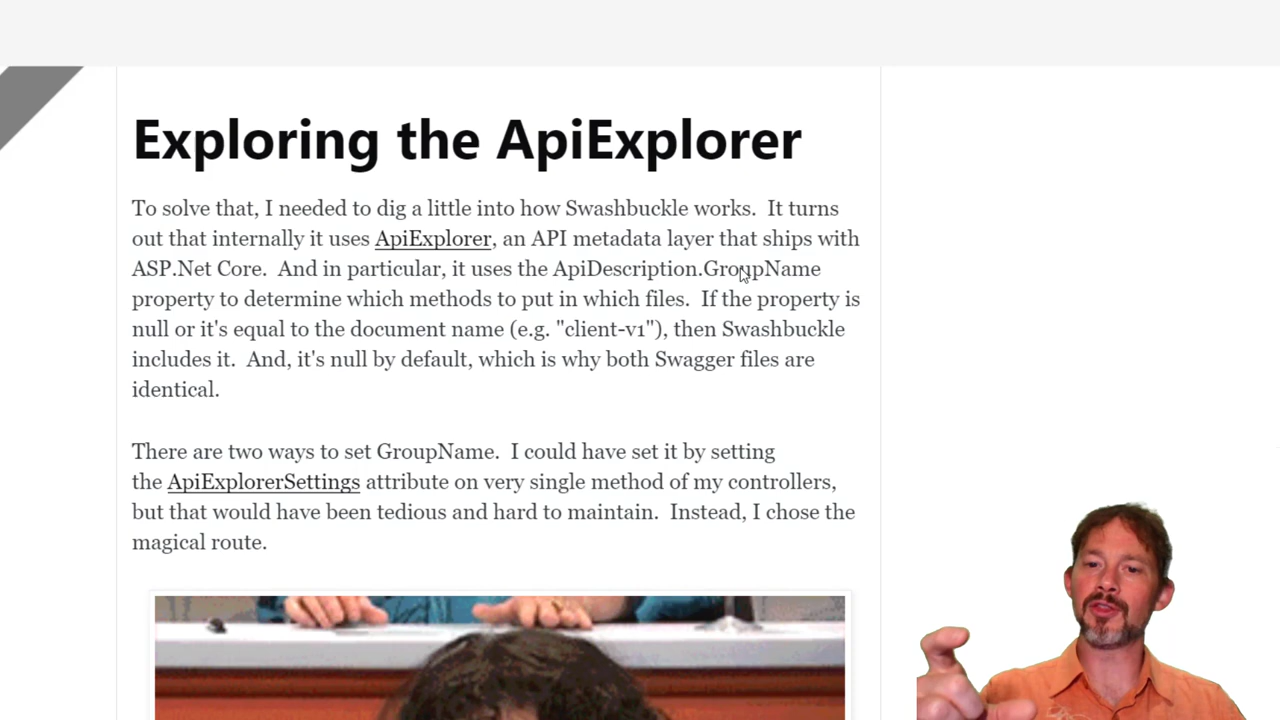 Exploring the ApiExplorer
To solve that, I needed to dig a little into how Swashbuckle works.  It turns
out that internally it uses ApiExplorer, an API metadata layer that ships with
ASP.Net Core.  And in particular, it uses the ApiDescription.GroupName
property to determine which methods to put in which files.  If the property is
null or it's equal to the document name (e.g. "client-v1"), then Swashbuckle
includes it.  And, it's null by default, which is why both Swagger files are
identical.
There are two ways to set GroupName.  I could have set it by setting
the ApiExplorerSettings attribute on very single method of my controllers,
but that would have been tedious and hard to maintain.  Instead, I chose the
magical route.